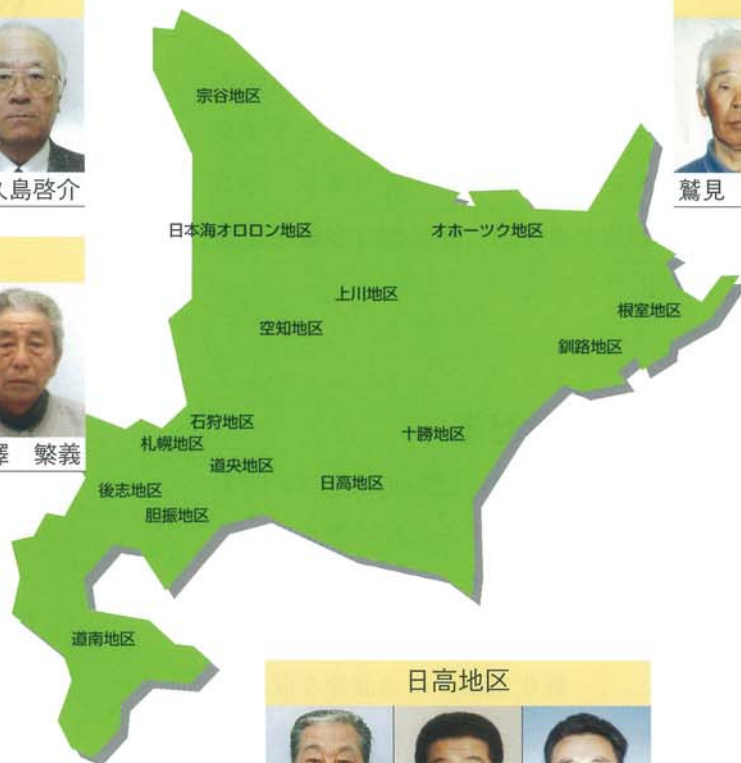 宗谷地区
久島啓介
鷲見
日本海オロロン地区
オホーツク地区
上川地区
根室地区
空知地区
釧路地区
石狩地区
十勝地区
札幌地区
繁義
道央地区
日高地区
後志地区
胆振地区
道南地区
日高地区